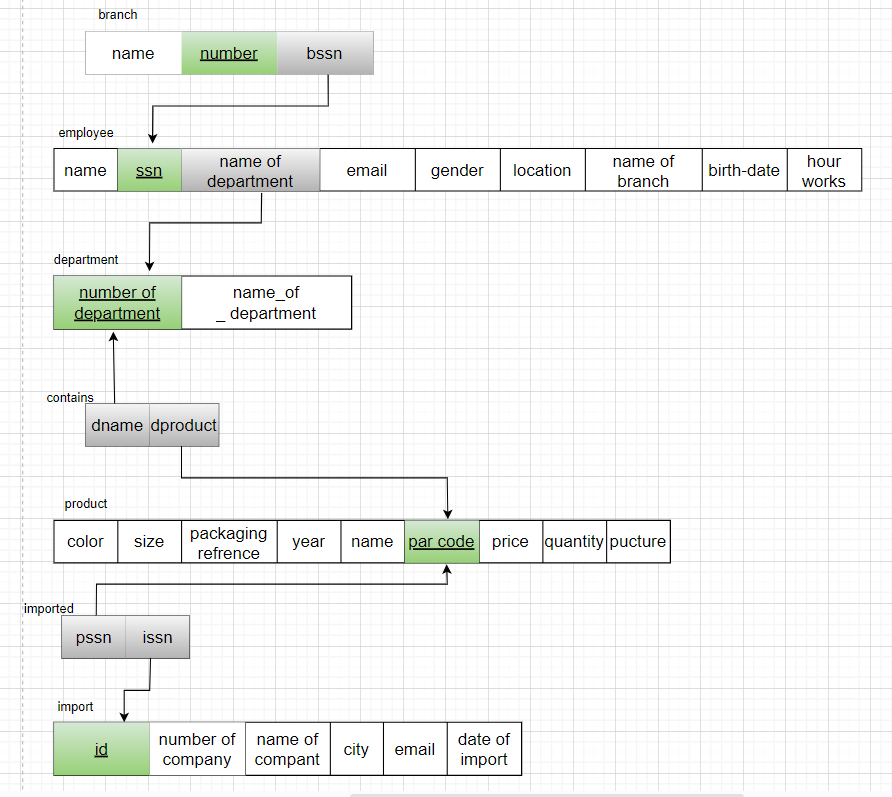 branch
name number bssn
employee
name ssn name of department email gender location name of branch birth-date hour works
department
number of department name_of _ department
contains
dname dproduct
product
color size packaging refrence year name par code price quantity pucture
imported
pssn issn
import
id number of company name of compant city email date of import